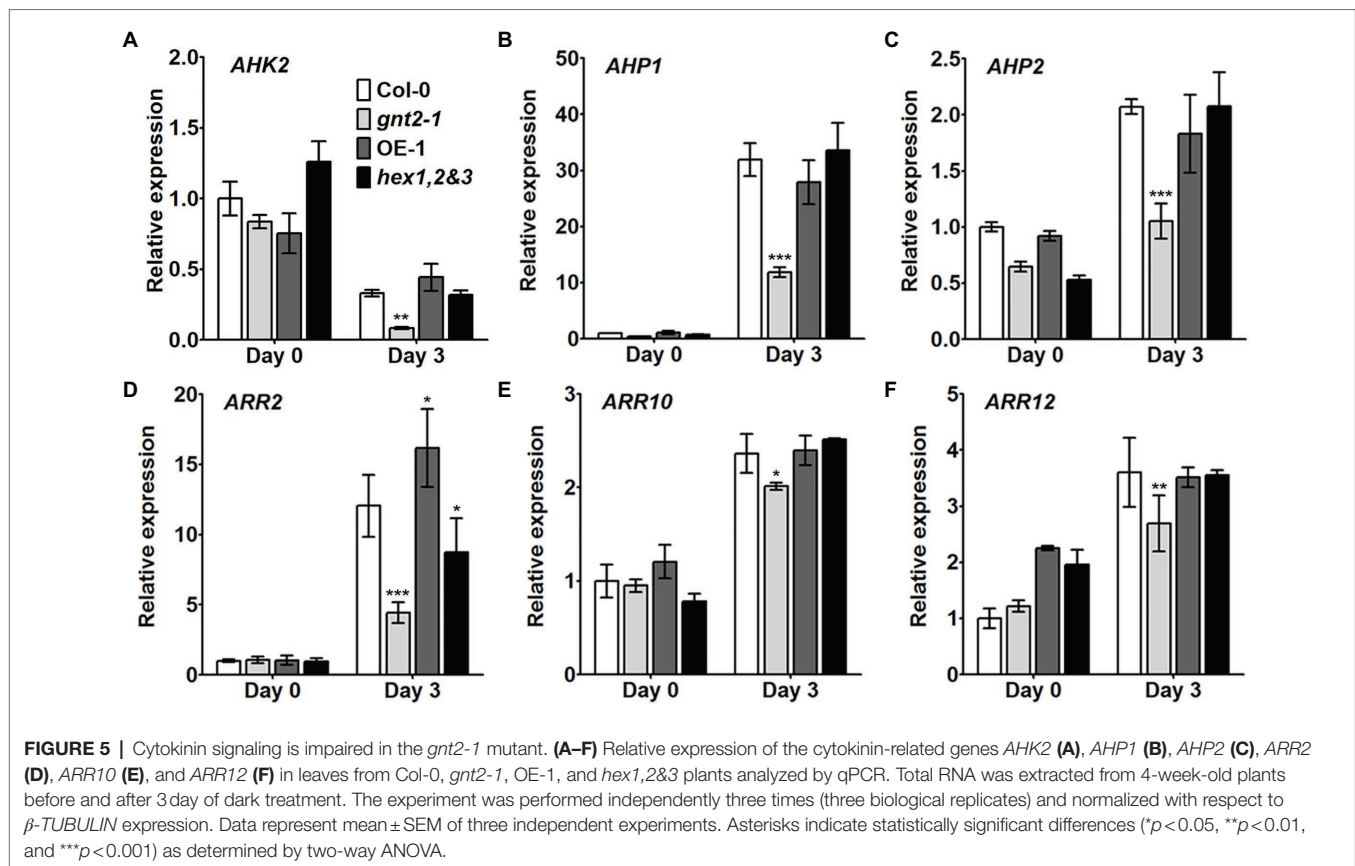 A
AHK2
2.0
1.5
1.0
0.5
0.0
Relative expression
Col-0
gnt2-1
OE-1
hex1,2&3
**
Day 0 Day 3
B
AHP1
50
40
30
20
10
0
Relative expression
***
Day 0 Day 3
C
AHP2
2.5
2.0
1.5
1.0
0.5
0.0
Relative expression
***
Day 0 Day 3
D
ARR2
20
15
10
5
0
Relative expression
***
*
*
Day 0 Day 3
E
ARR10
3
2
1
0
Relative expression
*
Day 0 Day 3
F
ARR12
5
4
3
2
1
0
Relative expression
**
Day 0 Day 3
FIGURE 5 | Cytokinin signaling is impaired in the gnt2-1 mutant. (A–F) Relative expression of the cytokinin-related genes AHK2 (A), AHP1 (B), AHP2 (C), ARR2
(D), ARR10 (E), and ARR12 (F) in leaves from Col-0, gnt2-1, OE-1, and hex1,2&3 plants analyzed by qPCR. Total RNA was extracted from 4-week-old plants
before and after 3 day of dark treatment. The experiment was performed independently three times (three biological replicates) and normalized with respect to
β-TUBULIN expression. Data represent mean ± SEM of three independent experiments. Asterisks indicate statistically significant differences (*p < 0.05, **p < 0.01,
and ***p < 0.001) as determined by two-way ANOVA.